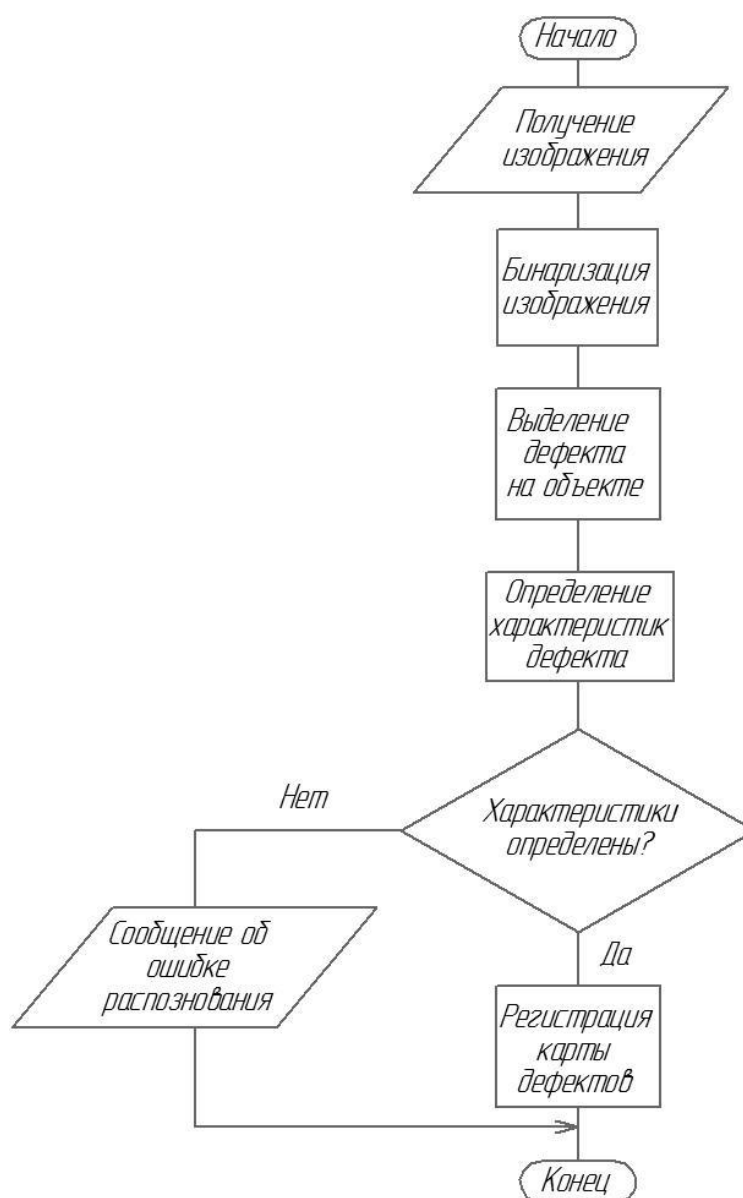 Начало
Получение
изображения
Бинаризация
изображения
Выделение
дефекта
на объекте
Определение
характеристик
дефекта
Характеристики
определены?
Нет
Сообщение об
ошибке
распознования
Да
Регистрация
карты
дефектов
Конец